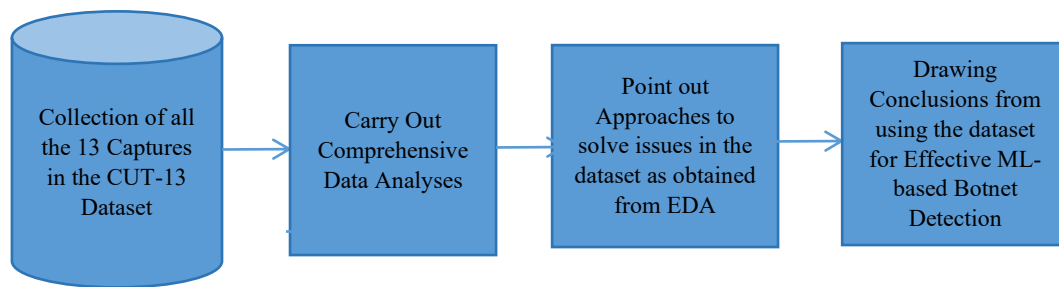 Collection of all
the 13 Captures
in the CUT-13
Dataset
Carry Out
Comprehensive
Data Analyses
Point out
Approaches to
solve issues in the
dataset as obtained
from EDA
Drawing
Conclusions from
using the dataset
for Effective ML-
based Botnet
Detection